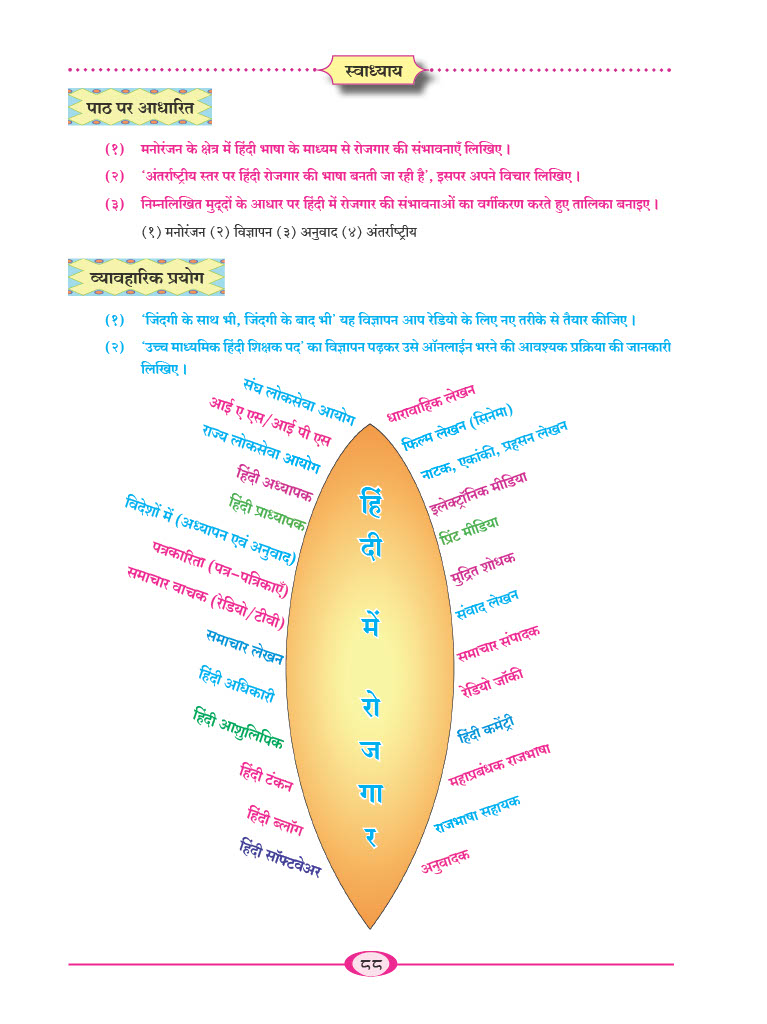 स्वाध्याय
पाठ पर आधारित
(१) मनोरंजन के क्षेत्र में हिंदी भाषा के माध्यम से रोजगार की संभावनाएँ लिखिए ।
(२) ‘अंतर्राष्ट्रीय स्तर पर हिंदी रोजगार की भाषा बनती जा रही है’, इसपर अपने विचार लिखिए ।
(३) निम्नलिखित मुद्दों के आधार पर हिंदी में रोजगार की संभावनाओं का वर्गीकरण करते हुए तालिका बनाइए ।
(१) मनोरंजन (२) विज्ञापन (३) अनुवाद (४) अंतर्राष्ट्रीय
व्यावहारिक प्रयोग
(१) ‘जिंदगी के साथ भी, जिंदगी के बाद भी’ यह विज्ञापन आप रेडियो के लिए नए तरीके से तैयार कीजिए ।
(२) ‘उच्च माध्यमिक हिंदी शिक्षक पद’ का विज्ञापन पढ़कर उसे ऑनलाईन भरने की आवश्यक प्रक्रिया की जानकारी
लिखिए ।
संघ लोकसेवा आयोग
आई ए एस/आई पी एस
राज्य लोकसेवा आयोग
हिंदी अध्यापक
हिंदी प्राध्यापक
विदेशों में (अध्यापन एवं अनुवाद)
पत्रकारिता (पत्र-पत्रिकाएँ)
समाचार वाचक (रेडियो/टीवी)
समाचार लेखन
हिंदी अधिकारी
हिंदी आशुलिपिक
हिंदी टंकन
हिंदी ब्लॉग
हिंदी सॉफ्टवेअर
हिंदी में रोजगार
धारावाहिक लेखन
फिल्म लेखन (सिनेमा)
नाटक, एकांकी, प्रहसन लेखन
इलेक्ट्रॉनिक मीडिया
प्रिंट मीडिया
मुद्रित शोधक
संवाद लेखन
समाचार संपादक
रेडियो जॉकी
हिंदी कमेंट्री
महाप्रबंधक राजभाषा
राजभाषा सहायक
अनुवादक
८८